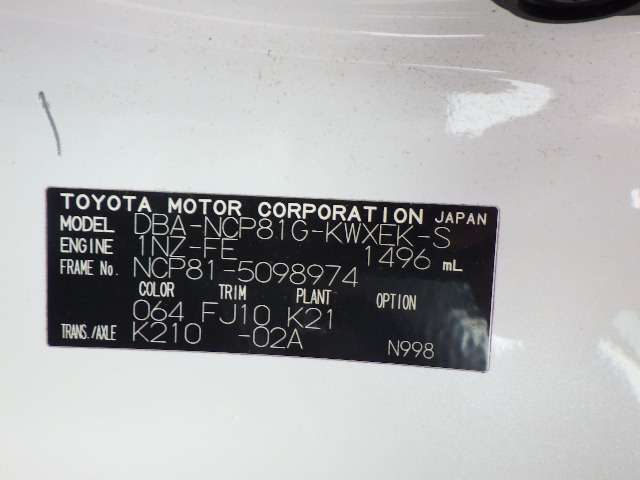 TOYOTA MOTOR CORPORATION JAPAN
MODEL DBA-NCP81G-KWXEK-S
ENGINE 1NZ-FE 1496 mL
FRAME No. NCP81-5098974
COLOR TRIM PLANT OPTION
064 FJ10 K21
TRANS./AXLE K210 -02A
N998